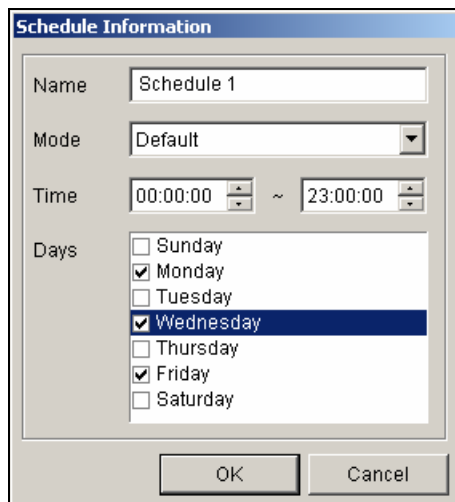 Schedule Information
Name Schedule 1
Mode Default
Time 00:00:00 ~ 23:00:00
Days
Sunday
Monday
Tuesday
Wednesday
Thursday
Friday
Saturday
OK Cancel